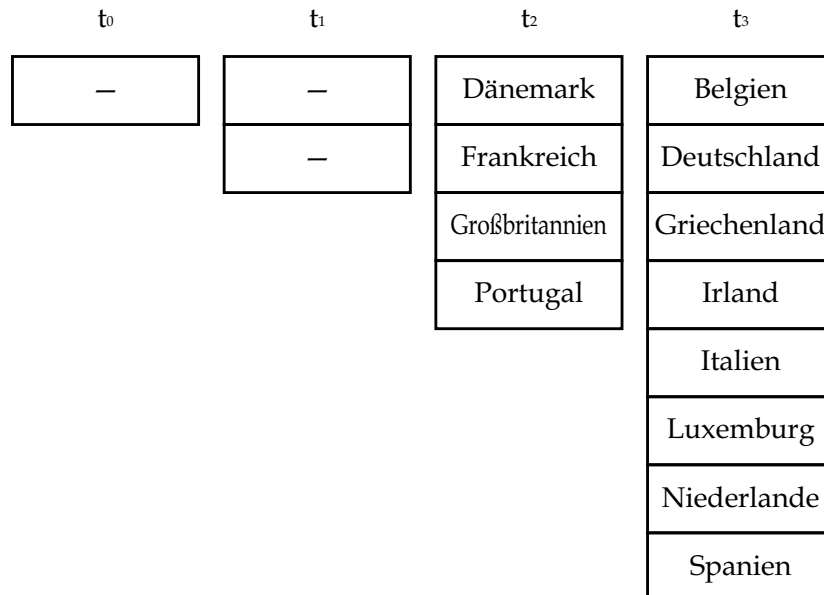 t0 t1 t2 t3
– – Dänemark Belgien
– Frankreich Deutschland
Großbritannien Griechenland
Portugal Irland
Italien
Luxemburg
Niederlande
Spanien